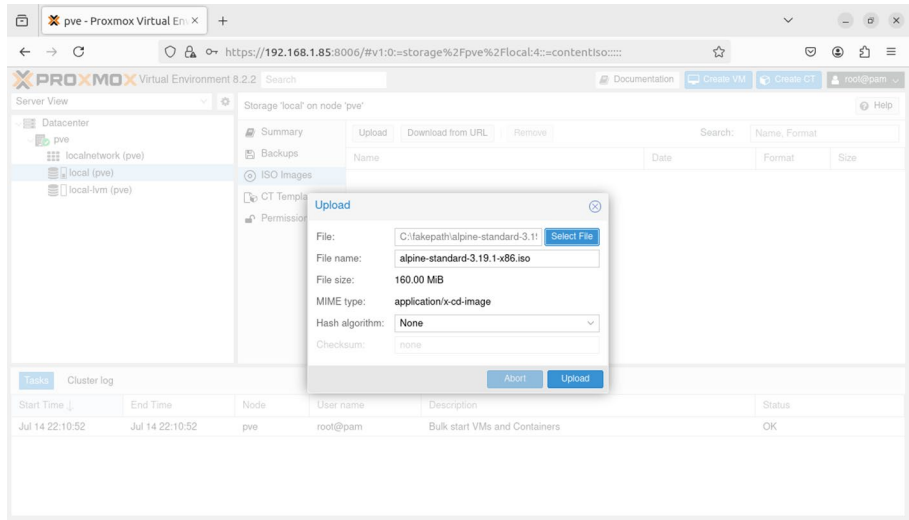 pve - Proxmox Virtual En
https://192.168.1.85:8006/#v1:0:=storage%2Fpve%2Flocal:4::=contentIso:::::
PROXMOX Virtual Environment 8.2.2 Search Documentation Create VM Create CT root@pam
Server View
Storage 'local' on node 'pve' Help
Datacenter
pve
localnetwork (pve)
local (pve)
local-lvm (pve)
Summary
Backups
ISO Images
CT Templa
Permission
Upload Download from URL Remove Search: Name, Format
Name Date Format Size
Upload
File: C:\fakepath\alpine-standard-3.19 Select File
File name: alpine-standard-3.19.1-x86.iso
File size: 160.00 MiB
MIME type: application/x-cd-image
Hash algorithm: None
Checksum: none
Abort Upload
Tasks Cluster log
Start Time End Time Node User name Description Status
Jul 14 22:10:52 Jul 14 22:10:52 pve root@pam Bulk start VMs and Containers OK